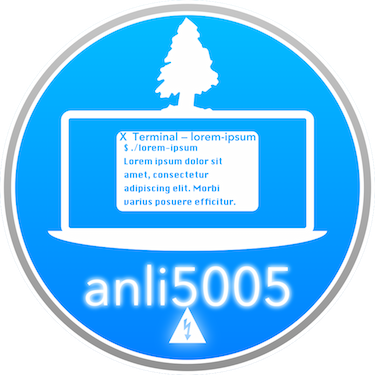 X Terminal – lorem-ipsum
$ ./lorem-ipsum
Lorem ipsum dolor sit
amet, consectetur
adipiscing elit. Morbi
varius posuere efficitur.
anli5005